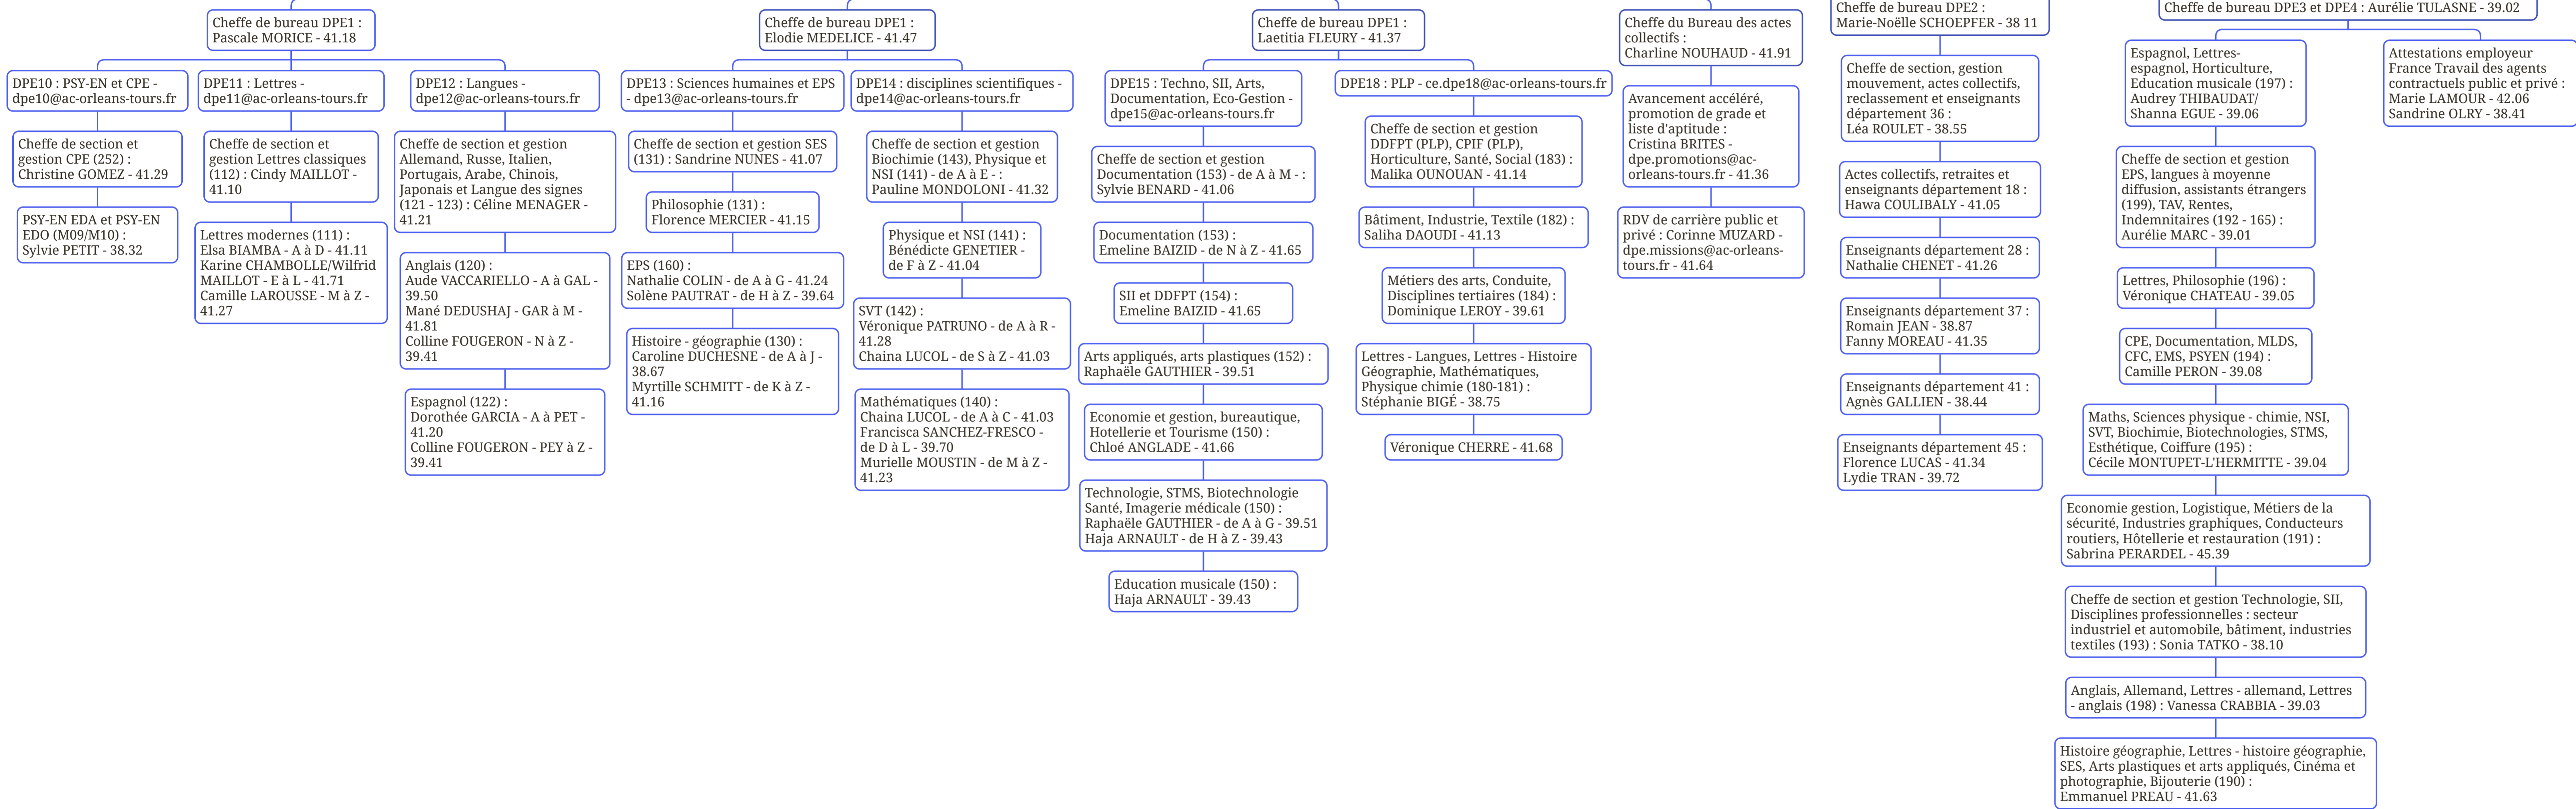 Cheffe de bureau DPE1 :
Pascale MORICE - 41.18
DPE10 : PSY-EN et CPE -
dpe10@ac-orleans-tours.fr
Cheffe de section et
gestion CPE (252) :
Christine GOMEZ - 41.29
PSY-EN EDA et PSY-EN
EDO (M09/M10) :
Sylvie PETIT - 38.32
DPE11 : Lettres -
dpe11@ac-orleans-tours.fr
Cheffe de section et
gestion Lettres classiques
(112) : Cindy MAILLOT -
41.10
Lettres modernes (111) :
Elsa BIAMBA - A à D - 41.11
Karine CHAMBOLLE/Wilfrid
MAILLOT - E à L - 41.71
Camille LAROUSSE - M à Z -
41.27
DPE12 : Langues -
dpe12@ac-orleans-tours.fr
Cheffe de section et gestion
Allemand, Russe, Italien,
Portugais, Arabe, Chinois,
Japonais et Langue des signes
(121 - 123) : Céline MENAGER -
41.21
Anglais (120) :
Aude VACCARIELLO - A à GAL -
39.50
Mané DEDUSHAJ - GAR à M -
41.81
Colline FOUGERON - N à Z -
39.41
Espagnol (122) :
Dorothée GARCIA - A à PET -
41.20
Colline FOUGERON - PEY à Z -
39.41
Cheffe de bureau DPE1 :
Elodie MEDELICE - 41.47
DPE13 : Sciences humaines et EPS
- dpe13@ac-orleans-tours.fr
Cheffe de section et gestion SES
(131) : Sandrine NUNES - 41.07
Philosophie (131) :
Florence MERCIER - 41.15
EPS (160) :
Nathalie COLIN - de A à G - 41.24
Solène PAUTRAT - de H à Z - 39.64
Histoire - géographie (130) :
Caroline DUCHESNE - de A à J -
38.67
Myrtille SCHMITT - de K à Z -
41.16
DPE14 : disciplines scientifiques -
dpe14@ac-orleans-tours.fr
Cheffe de section et gestion
Biochimie (143), Physique et
NSI (141) - de A à E - :
Pauline MONDOLONI - 41.32
Physique et NSI (141) :
Bénédicte GENETIER -
de F à Z - 41.04
SVT (142) :
Véronique PATRUNO - de A à R -
41.28
Chaina LUCOL - de S à Z - 41.03
Mathématiques (140) :
Chaina LUCOL - de A à C - 41.03
Francisca SANCHEZ-FRESCO -
de D à L - 39.70
Murielle MOUSTIN - de M à Z -
41.23
Cheffe de bureau DPE1 :
Laetitia FLEURY - 41.37
DPE15 : Techno, SII, Arts,
Documentation, Eco-Gestion -
dpe15@ac-orleans-tours.fr
Cheffe de section et gestion
Documentation (153) - de A à M - :
Sylvie BENARD - 41.06
Documentation (153) :
Emeline BAIZID - de N à Z - 41.65
SII et DDFPT (154) :
Emeline BAIZID - 41.65
Arts appliqués, arts plastiques (152) :
Raphaële GAUTHIER - 39.51
Economie et gestion, bureautique,
Hotellerie et Tourisme (150) :
Chloé ANGLADE - 41.66
Technologie, STMS, Biotechnologie
Santé, Imagerie médicale (150) :
Raphaële GAUTHIER - de A à G - 39.51
Haja ARNAULT - de H à Z - 39.43
Education musicale (150) :
Haja ARNAULT - 39.43
DPE18 : PLP - ce.dpe18@ac-orleans-tours.fr
Cheffe de section et gestion
DDFPT (PLP), CPIF (PLP),
Horticulture, Santé, Social (183) :
Malika OUNOUAN - 41.14
Bâtiment, Industrie, Textile (182) :
Saliha DAOUDI - 41.13
Métiers des arts, Conduite,
Disciplines tertiaires (184) :
Dominique LEROY - 39.61
Lettres - Langues, Lettres - Histoire
Géographie, Mathématiques,
Physique chimie (180-181) :
Stéphanie BIGÉ - 38.75
Véronique CHERRE - 41.68
Cheffe du Bureau des actes
collectifs :
Charline NOUHAUD - 41.91
Avancement accéléré,
promotion de grade et
liste d'aptitude :
Cristina BRITES -
dpe.promotions@ac-
orleans-tours.fr - 41.36
RDV de carrière public et
privé : Corinne MUZARD -
dpe.missions@ac-orleans-
tours.fr - 41.64
Cheffe de bureau DPE2 :
Marie-Noëlle SCHOEPFER - 38 11
Cheffe de section, gestion
mouvement, actes collectifs,
reclassement et enseignants
département 36 :
Léa ROULET - 38.55
Actes collectifs, retraites et
enseignants département 18 :
Hawa COULIBALY - 41.05
Enseignants département 28 :
Nathalie CHENET - 41.26
Enseignants département 37 :
Romain JEAN - 38.87
Fanny MOREAU - 41.35
Enseignants département 41 :
Agnès GALLIEN - 38.44
Enseignants département 45 :
Florence LUCAS - 41.34
Lydie TRAN - 39.72
Cheffe de bureau DPE3 et DPE4 : Aurélie TULASNE - 39.02
Espagnol, Lettres-
espagnol, Horticulture,
Education musicale (197) :
Audrey THIBAUDAT/
Shanna EGUE - 39.06
Cheffe de section et gestion
EPS, langues à moyenne
diffusion, assistants étrangers
(199), TAV, Rentes,
Indemnitaires (192 - 165) :
Aurélie MARC - 39.01
Lettres, Philosophie (196) :
Véronique CHATEAU - 39.05
CPE, Documentation, MLDS,
CFC, EMS, PSYEN (194) :
Camille PERON - 39.08
Maths, Sciences physique - chimie, NSI,
SVT, Biochimie, Biotechnologies, STMS,
Esthétique, Coiffure (195) :
Cécile MONTUPET-L'HERMITTE - 39.04
Economie gestion, Logistique, Métiers de la
sécurité, Industries graphiques, Conducteurs
routiers, Hôtellerie et restauration (191) :
Sabrina PERARDEL - 45.39
Cheffe de section et gestion Technologie, SII,
Disciplines professionnelles : secteur
industriel et automobile, bâtiment, industries
textiles (193) : Sonia TATKO - 38.10
Anglais, Allemand, Lettres - allemand, Lettres
- anglais (198) : Vanessa CRABBIA - 39.03
Histoire géographie, Lettres - histoire géographie,
SES, Arts plastiques et arts appliqués, Cinéma et
photographie, Bijouterie (190) :
Emmanuel PREAU - 41.63
Attestations employeur
France Travail des agents
contractuels public et privé :
Marie LAMOUR - 42.06
Sandrine OLRY - 38.41